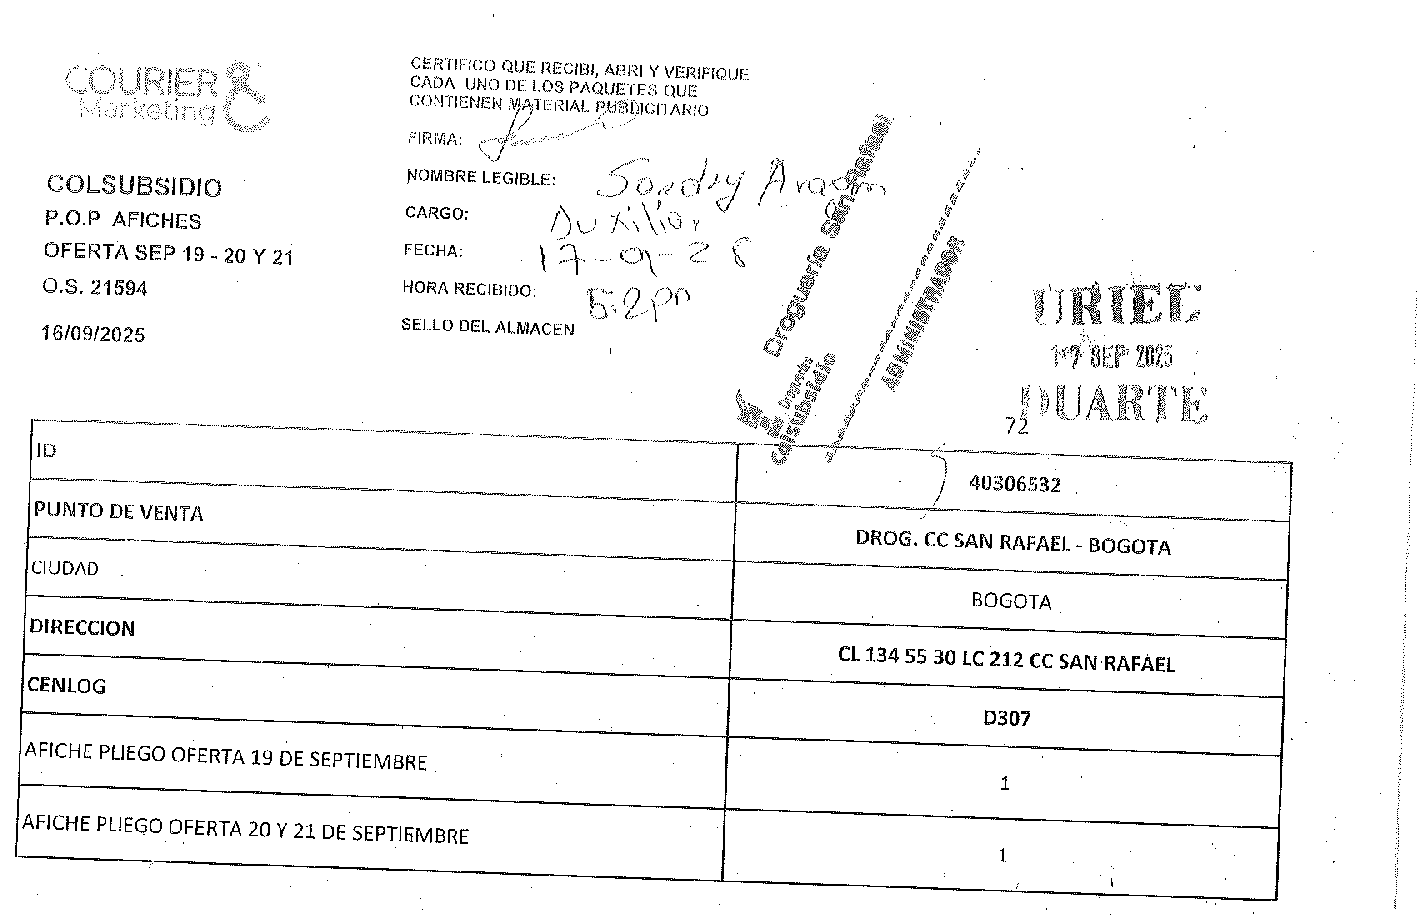 COURIER
Marketing
COLSUBSIDIO
P.O.P AFICHES
OFERTA SEP 19 - 20 Y 21
O.S. 21594
16/09/2025
CERTIFICO QUE RECIBI, ABRI Y VERIFIQUE
CADA UNO DE LOS PAQUETES QUE
CONTIENEN MATERIAL PUBLICITARIO
FIRMA:
NOMBRE LEGIBLE: Sandry Aragon
CARGO: Auxiliar
FECHA: 17-09-25
HORA RECIBIDO: 5:2pm
SELLO DEL ALMACEN
Droguería San Rafael
Colsubsidio
ADMINISTRADOR
URIEL
17 SEP 2025
DUARTE
72
ID 40306532
PUNTO DE VENTA DROG. CC SAN RAFAEL - BOGOTA
CIUDAD BOGOTA
DIRECCION CL 134 55 30 LC 212 CC SAN RAFAEL
CENLOG D307
AFICHE PLIEGO OFERTA 19 DE SEPTIEMBRE 1
AFICHE PLIEGO OFERTA 20 Y 21 DE SEPTIEMBRE 1